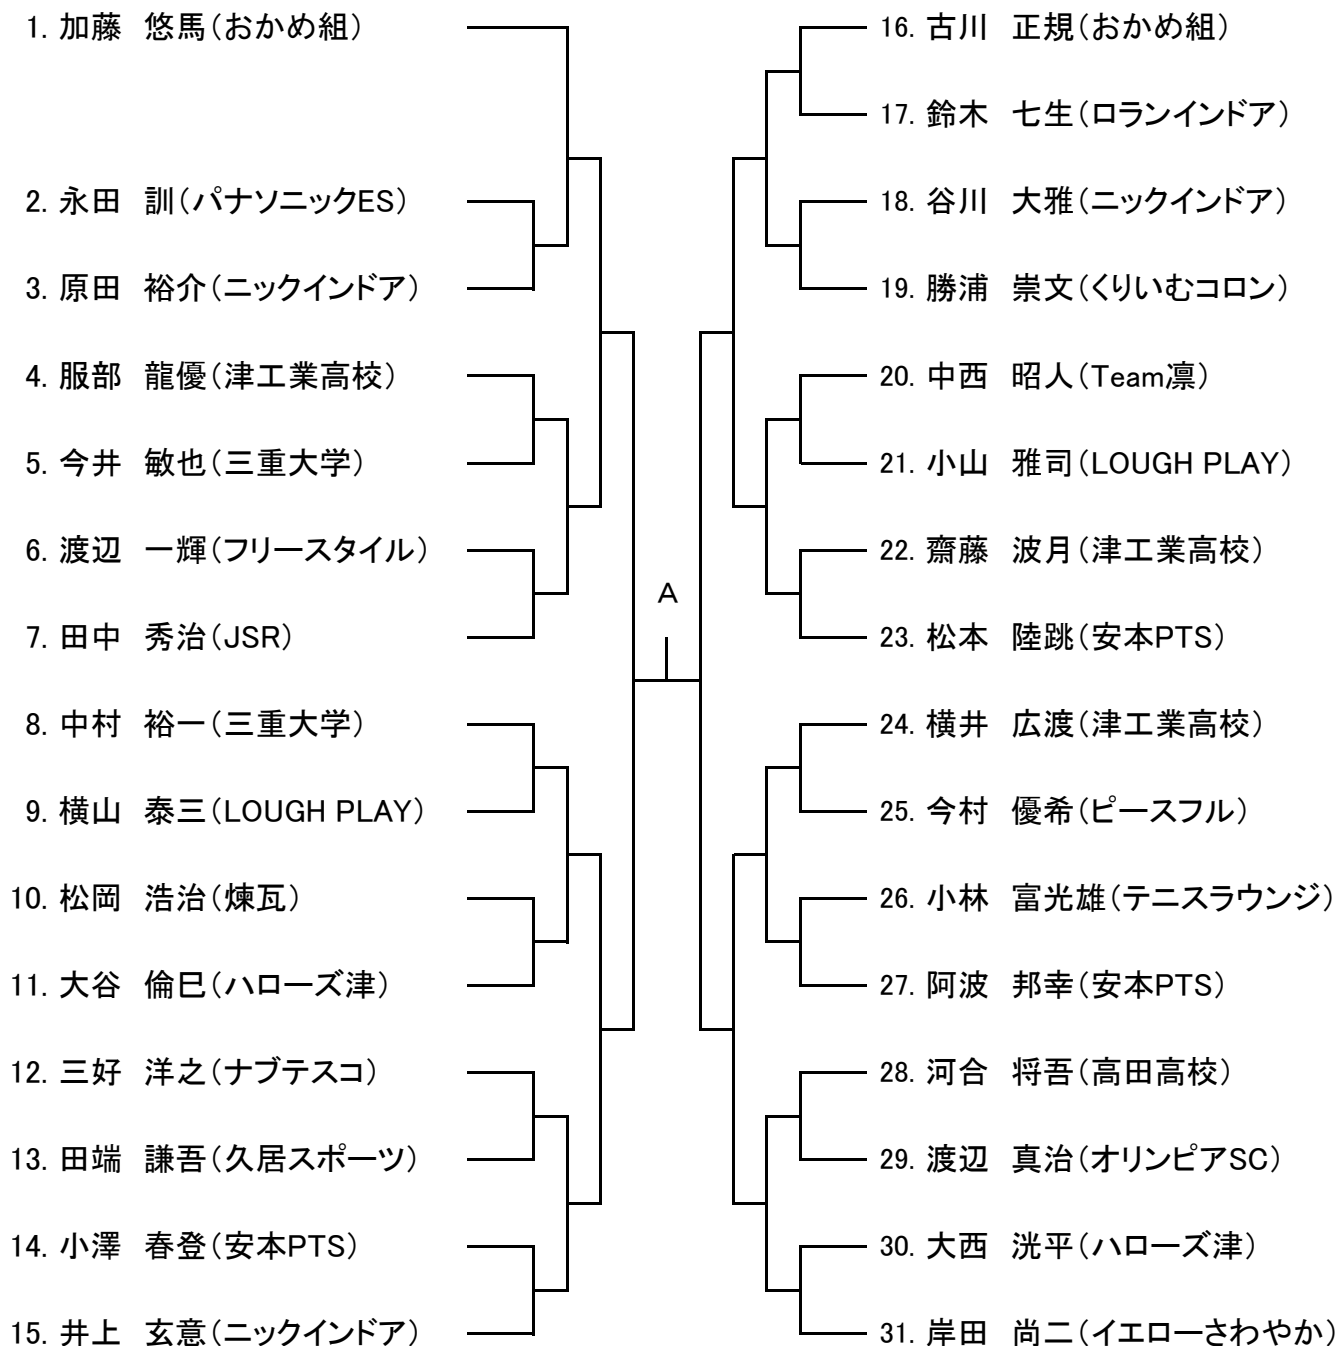 1. 加藤　悠馬（おかめ組）
2. 永田　訓（パナソニックES）
3. 原田　裕介（ニックインドア）
4. 服部　龍優（津工業高校）
5. 今井　敏也（三重大学）
6. 渡辺　一輝（フリースタイル）
7. 田中　秀治（JSR）
8. 中村　裕一（三重大学）
9. 横山　泰三（LOUGH PLAY）
10. 松岡　浩治（煉瓦）
11. 大谷　倫巳（ハローズ津）
12. 三好　洋之（ナブテスコ）
13. 田端　謙吾（久居スポーツ）
14. 小澤　春登（安本PTS）
15. 井上　玄意（ニックインドア）
A
16. 古川　正規（おかめ組）
17. 鈴木　七生（ロランインドア）
18. 谷川　大雅（ニックインドア）
19. 勝浦　崇文（くりいむコロン）
20. 中西　昭人（Team凛）
21. 小山　雅司（LOUGH PLAY）
22. 齋藤　波月（津工業高校）
23. 松本　陸跳（安本PTS）
24. 横井　広渡（津工業高校）
25. 今村　優希（ピースフル）
26. 小林　富光雄（テニスラウンジ）
27. 阿波　邦幸（安本PTS）
28. 河合　将吾（高田高校）
29. 渡辺　真治（オリンピアSC）
30. 大西　洸平（ハローズ津）
31. 岸田　尚二（イエローさわやか）